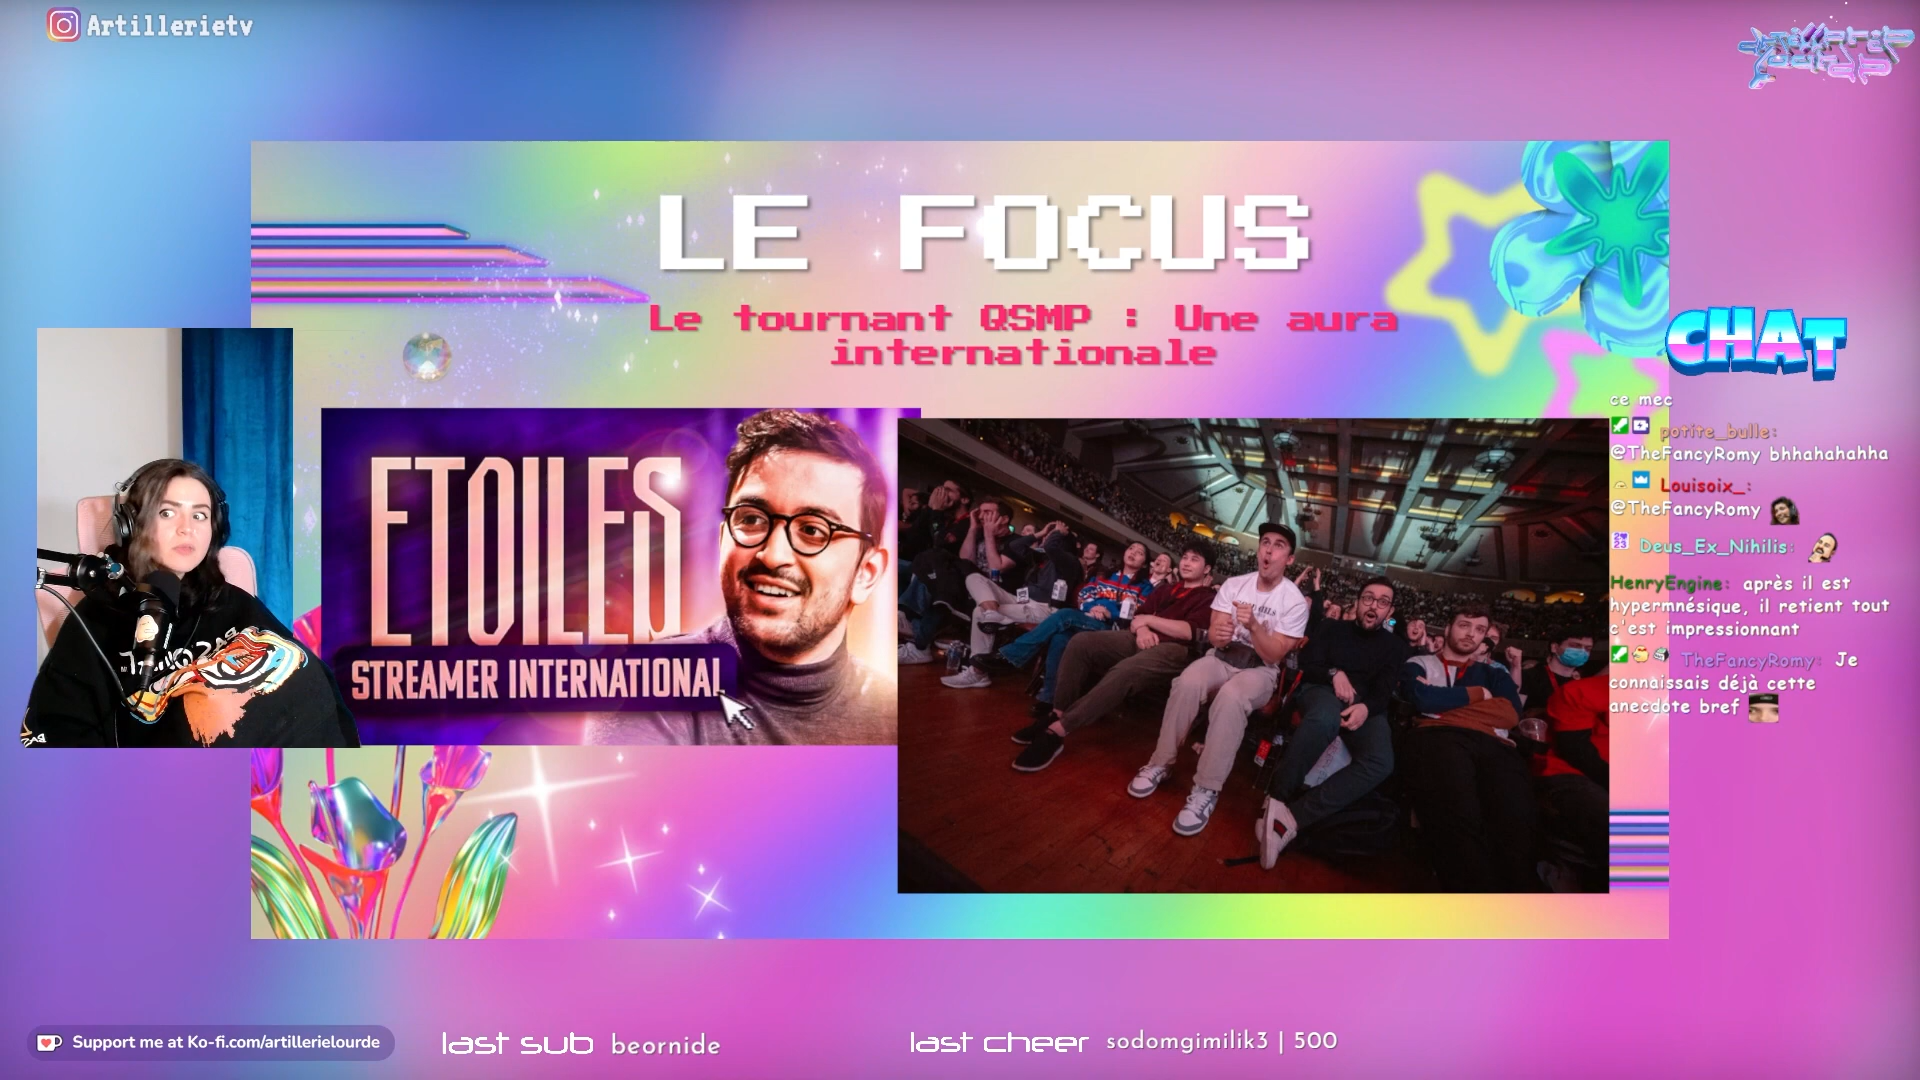 Artillerietv
LE FOCUS
Le tournant QSMP : Une aura
internationale
ETOILES
STREAMER INTERNATIONAL
CHAT
ce mec
potite_bulle:
@TheFancyRomy bhhahahahha
Louisoix_:
@TheFancyRomy
Deus_Ex_Nihilis:
HenryEngine: après il est
hypermnésique, il retient tout
c'est impressionnant
TheFancyRomy: Je
connaissais déjà cette
anecdote bref
Support me at Ko-fi.com/artillerielourde
last sub beornide
last cheer sodomgimilik3 | 500